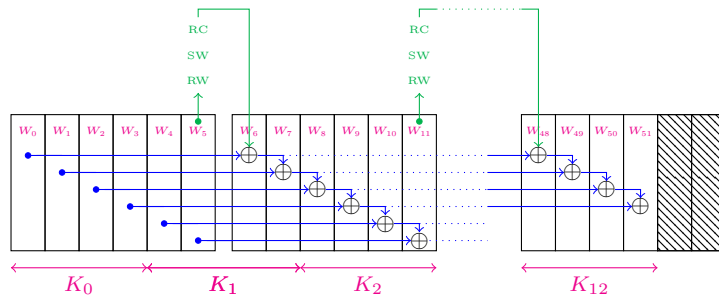 RC RC
SW SW
RW RW
W₀ W₁ W₂ W₃ W₄ W₅ W₆ W₇ W₈ W₉ W₁₀ W₁₁ W₄₈ W₄₉ W₅₀ W₅₁
K₀ K₁ K₂ K₁₂